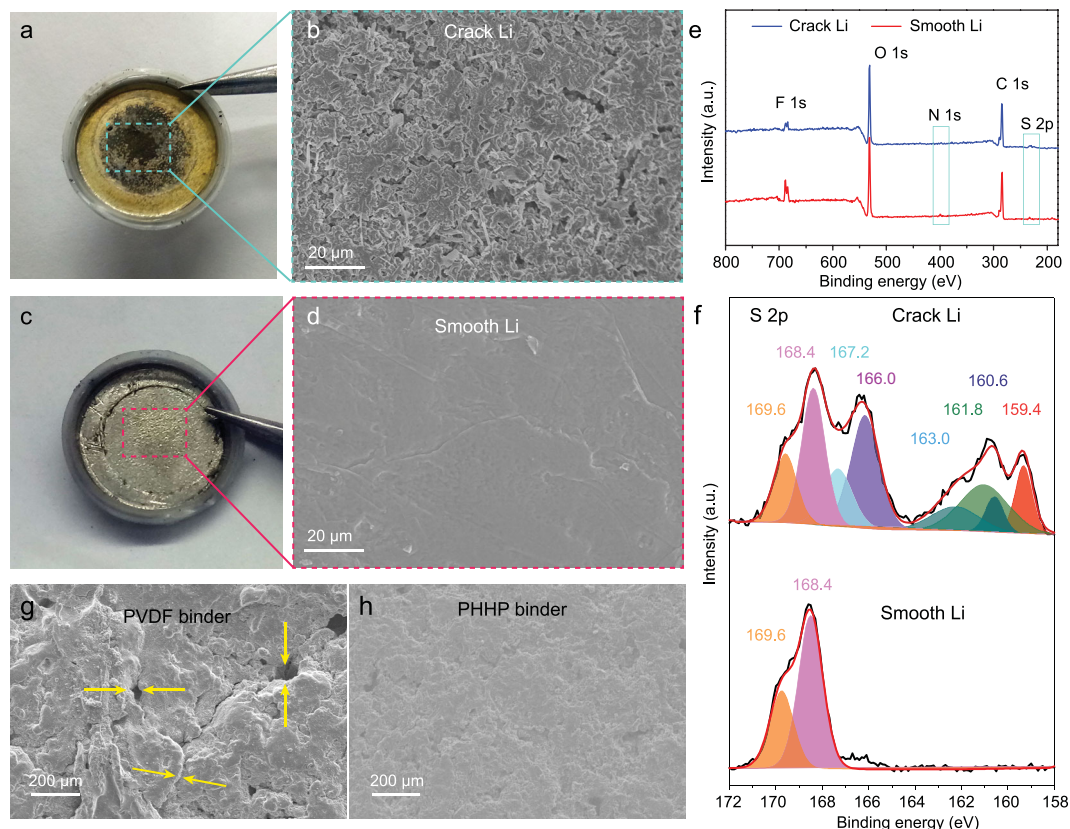 a
b
Crack Li
20 µm
c
d
Smooth Li
20 µm
e
Crack Li
Smooth Li
O 1s
F 1s
N 1s
C 1s
S 2p
Intensity (a.u.)
800 700 600 500 400 300 200
Binding energy (eV)
f
S 2p
Crack Li
168.4
167.2
166.0
169.6
160.6
161.8
159.4
163.0
Intensity (a.u.)
168.4
169.6
Smooth Li
172 170 168 166 164 162 160 158
Binding energy (eV)
g
PVDF binder
200 µm
h
PHHP binder
200 µm